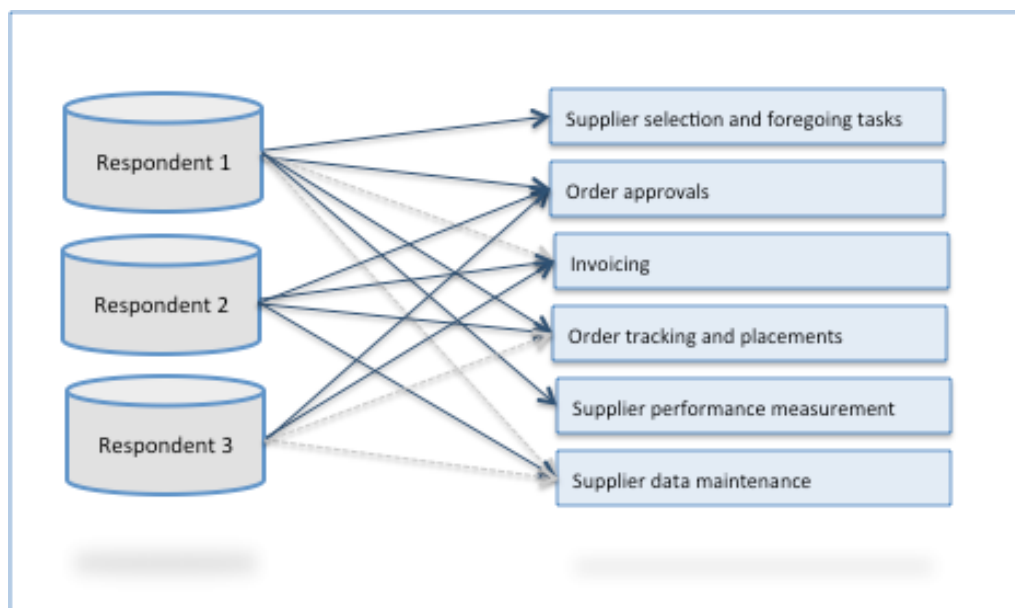 Respondent 1
Respondent 2
Respondent 3
Supplier selection and foregoing tasks
Order approvals
Invoicing
Order tracking and placements
Supplier performance measurement
Supplier data maintenance